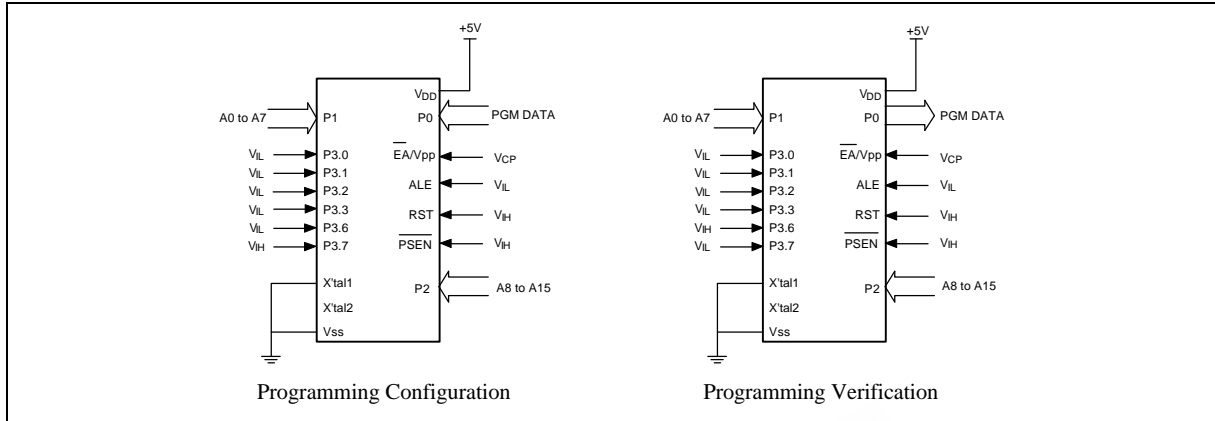 +5V
VDD
A0 to A7
P1
P0
PGM DATA
VIL
P3.0
EA/Vpp
VCP
VIL
P3.1
VIL
P3.2
ALE
VIL
VIL
P3.3
RST
VIH
VIL
P3.6
VIH
P3.7
PSEN
VIH
X'tal1
P2
A8 to A15
X'tal2
Vss
Programming Configuration
+5V
VDD
A0 to A7
P1
P0
PGM DATA
VIL
P3.0
EA/Vpp
VCP
VIL
P3.1
VIL
P3.2
ALE
VIL
VIL
P3.3
RST
VIH
VIH
P3.6
VIL
P3.7
PSEN
VIH
X'tal1
P2
A8 to A15
X'tal2
Vss
Programming Verification